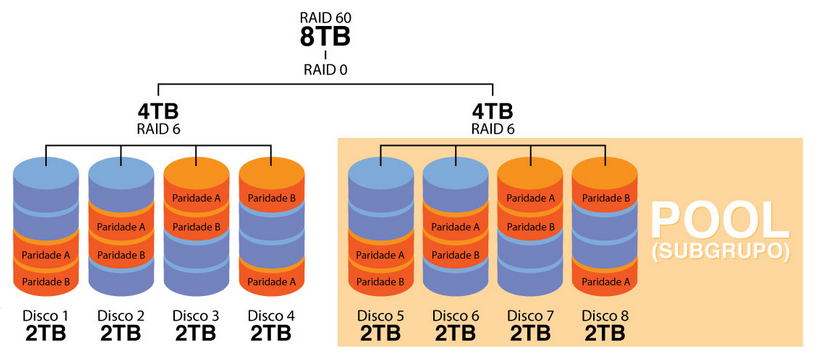 RAID 60
8TB
RAID 0
4TB
RAID 6
4TB
RAID 6
Paridade A
Paridade B
Paridade A
Paridade B
Paridade A
Paridade B
Paridade B
Paridade A
Paridade A
Paridade B
Paridade A
Paridade B
Paridade A
Paridade B
Paridade B
Paridade A
POOL
(SUBGRUPO)
Disco 1
2TB
Disco 2
2TB
Disco 3
2TB
Disco 4
2TB
Disco 5
2TB
Disco 6
2TB
Disco 7
2TB
Disco 8
2TB